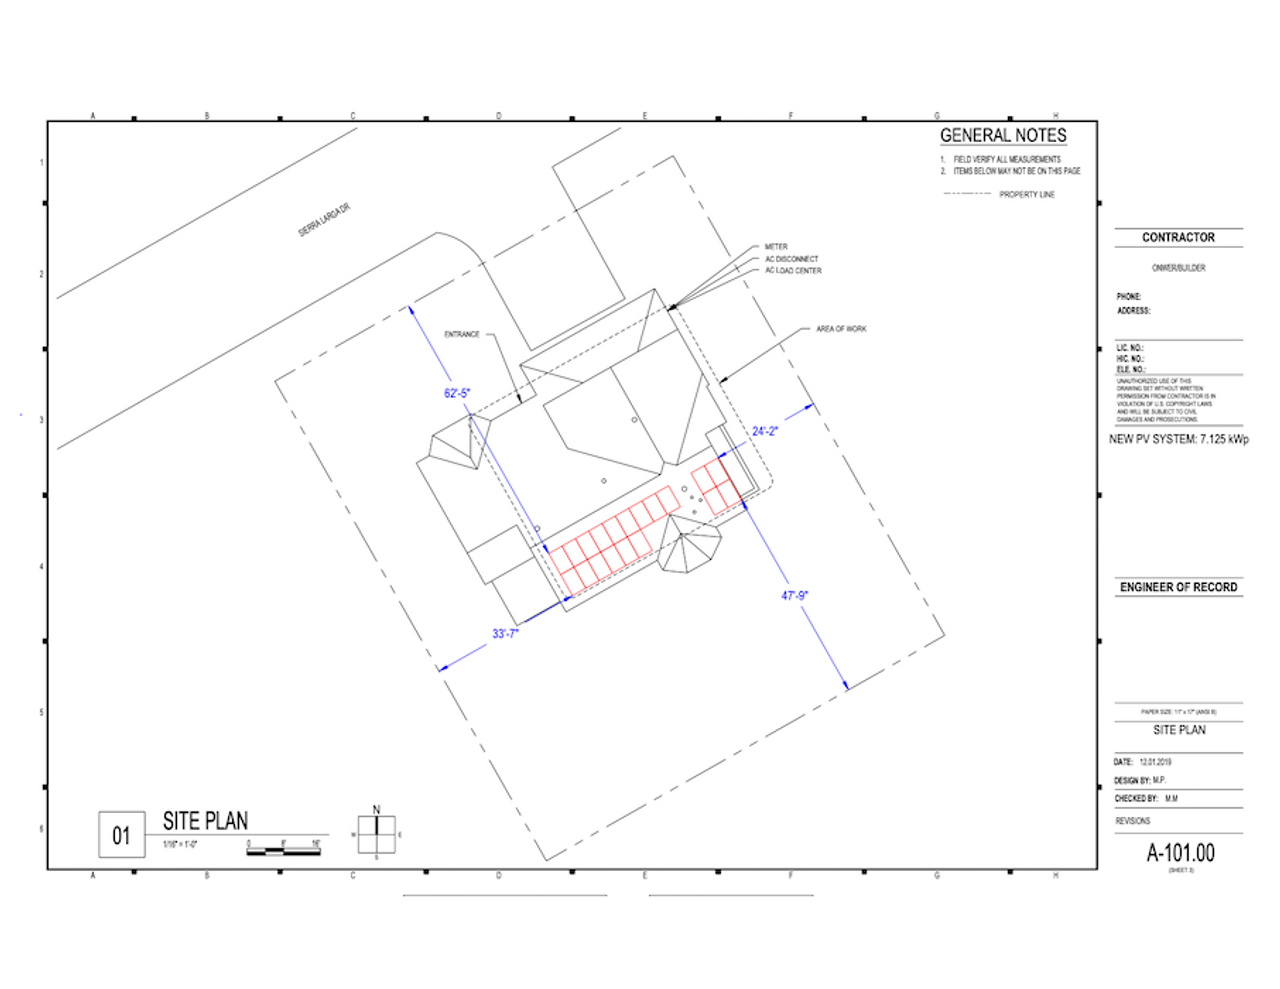 A B C D E F G H
1
2
3
4
5
6
SIERRA LARGA DR.
GENERAL NOTES
1. FIELD VERIFY ALL MEASUREMENTS
2. ITEMS BELOW MAY NOT BE ON THIS PAGE
PROPERTY LINE
METER
AC DISCONNECT
AC LOAD CENTER
ENTRANCE
AREA OF WORK
62'-5"
24'-2"
47'-9"
33'-7"
01
SITE PLAN
1/16" = 1'-0"
0 8' 16'
N
W E
S
A B C D E F G H
CONTRACTOR
ONWER/BUILDER
PHONE:
ADDRESS:
LIC. NO.:
HIC. NO.:
ELE. NO.:
UNAUTHORIZED USE OF THIS
DRAWING SET WITHOUT WRITTEN
PERMISSION FROM CONTRACTOR IS IN
VIOLATION OF U.S. COPYRIGHT LAWS
AND WILL BE SUBJECT TO CIVIL
DAMAGES AND PROSECUTIONS.
NEW PV SYSTEM: 7.125 kWp
ENGINEER OF RECORD
PAPER SIZE: 11" x 17" (ANSI B)
SITE PLAN
DATE: 12.01.2019
DESIGN BY: M.P.
CHECKED BY: M.M
REVISIONS
A-101.00
(SHEET 3)